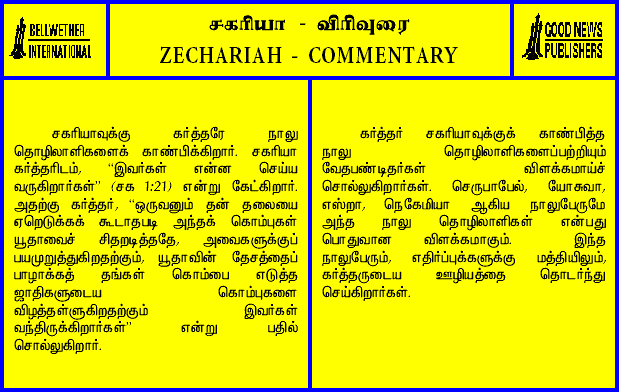 BELLWETHER
INTERNATIONAL
சகரியா - விரிவுரை
ZECHARIAH - COMMENTARY
GOOD NEWS
PUBLISHERS
சகரியாவுக்கு கர்த்தரே நாலு
தொழிலாளிகளைக் காண்பிக்கிறார். சகரியா
கர்த்தரிடம், “இவர்கள் என்ன செய்ய
வருகிறார்கள்” (சக 1:21) என்று கேட்கிறார்.
அதற்கு கர்த்தர், “ஒருவனும் தன் தலையை
ஏறெடுக்கக் கூடாதபடி அந்தக் கொம்புகள்
யூதாவைச் சிதறடித்ததே, அவைகளுக்குப்
பயமுறுத்துகிறதற்கும், யூதாவின் தேசத்தைப்
பாழாக்கத் தங்கள் கொம்பை எடுத்த
ஜாதிகளுடைய கொம்புகளை
விழத்தள்ளுகிறதற்கும் இவர்கள்
வந்திருக்கிறார்கள்” என்று பதில்
சொல்லுகிறார்.
கர்த்தர் சகரியாவுக்குக் காண்பித்த
நாலு தொழிலாளிகளைப்பற்றியும்
வேதபண்டிதர்கள் விளக்கமாய்ச்
சொல்லுகிறார்கள். செருபாபேல், யோசுவா,
எஸ்றா, நெகேமியா ஆகிய நாலுபேருமே
அந்த நாலு தொழிலாளிகள் என்பது
பொதுவான விளக்கமாகும். இந்த
நாலுபேரும், எதிர்ப்புக்களுக்கு மத்தியிலும்,
கர்த்தருடைய ஊழியத்தை தொடர்ந்து
செய்கிறார்கள்.